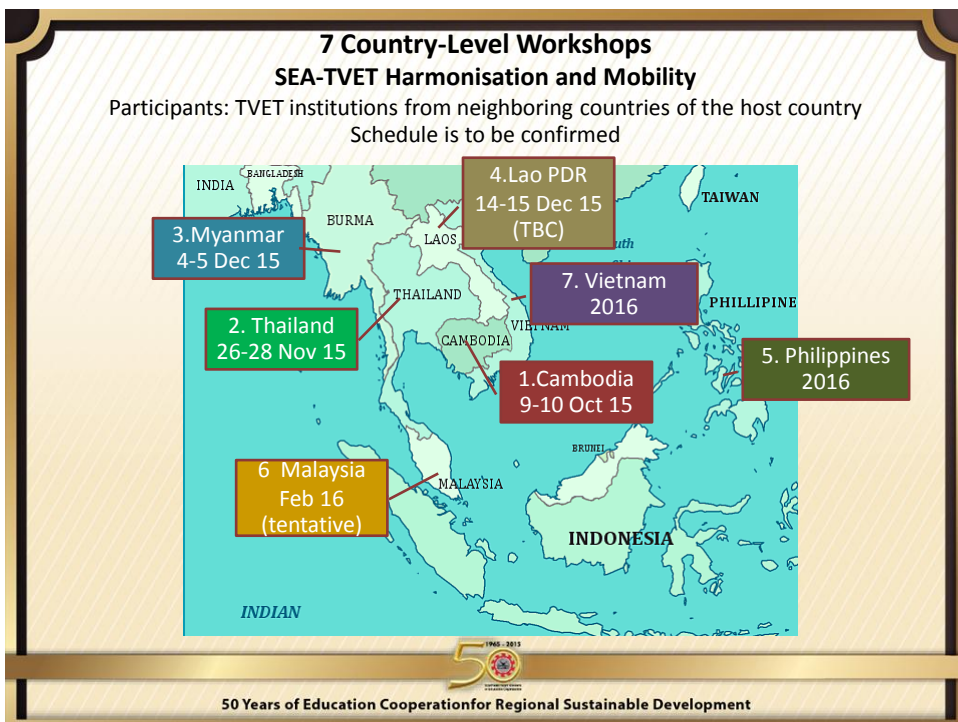 7 Country-Level Workshops
SEA-TVET Harmonisation and Mobility
Participants: TVET institutions from neighboring countries of the host country
Schedule is to be confirmed
BANGLADESH
INDIA
4.Lao PDR
14-15 Dec 15
(TBC)
TAIWAN
BURMA
3.Myanmar
4-5 Dec 15
LAOS
THAILAND
7. Vietnam
2016
PHILLIPINE
2. Thailand
26-28 Nov 15
VIETNAM
CAMBODIA
5. Philippines
2016
1.Cambodia
9-10 Oct 15
BRUNEI
6 Malaysia
Feb 16
(tentative)
MALAYSIA
INDONESIA
INDIAN
1965 - 2015
50
50 Years of Education Cooperationfor Regional Sustainable Development